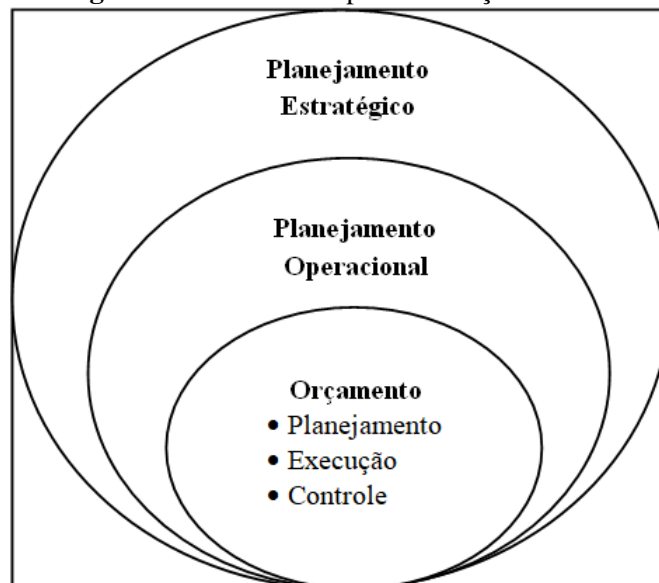 Planejamento
Estratégico
Planejamento
Operacional
Orçamento
• Planejamento
• Execução
• Controle